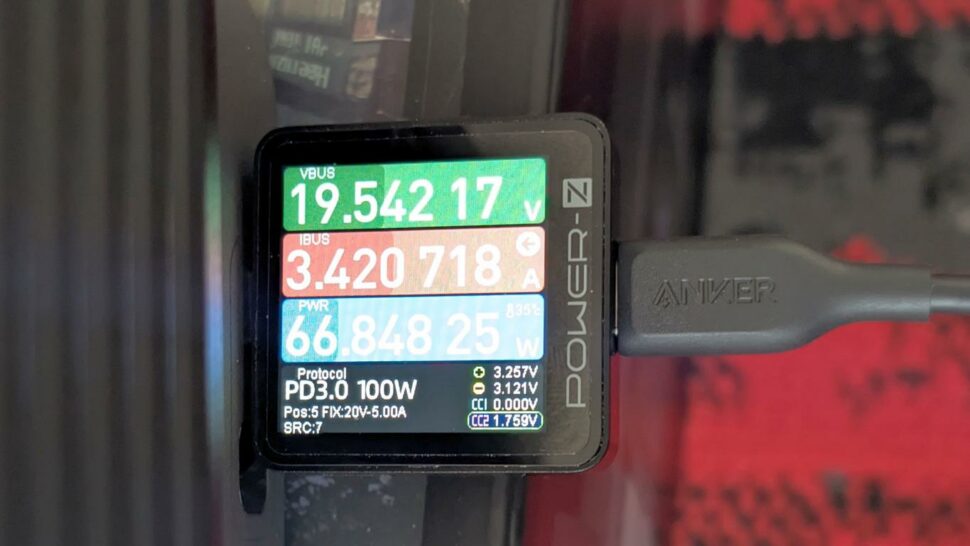 VBUS
19.542 17 V
IBUS
3.420 718 A
PWR
835℃
66.848 25 W
Protocol
PD3.0 100W
Pos:5 FIX:20V-5.00A
SRC:7
3.257V
3.121V
CC1 0.000V
CC2 1.759V
POWER-Z
ANKER